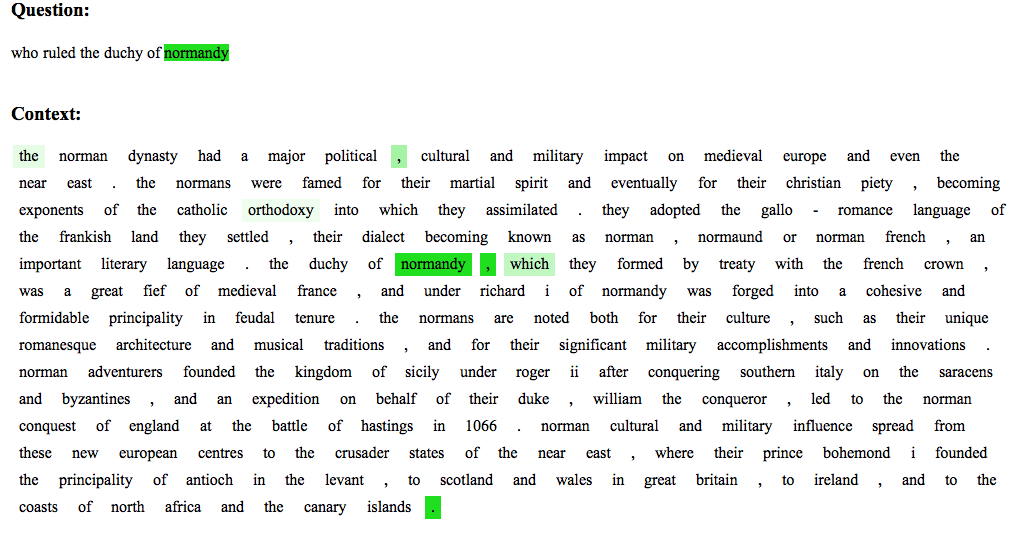 Question:
who ruled the duchy of normandy
Context:
the norman dynasty had a major political , cultural and military impact on medieval europe and even the
near east . the normans were famed for their martial spirit and eventually for their christian piety , becoming
exponents of the catholic orthodoxy into which they assimilated . they adopted the gallo - romance language of
the frankish land they settled , their dialect becoming known as norman , normaund or norman french , an
important literary language . the duchy of normandy , which they formed by treaty with the french crown ,
was a great fief of medieval france , and under richard i of normandy was forged into a cohesive and
formidable principality in feudal tenure . the normans are noted both for their culture , such as their unique
romanesque architecture and musical traditions , and for their significant military accomplishments and innovations .
norman adventurers founded the kingdom of sicily under roger ii after conquering southern italy on the saracens
and byzantines , and an expedition on behalf of their duke , william the conqueror , led to the norman
conquest of england at the battle of hastings in 1066 . norman cultural and military influence spread from
these new european centres to the crusader states of the near east , where their prince bohemond i founded
the principality of antioch in the levant , to scotland and wales in great britain , to ireland , and to the
coasts of north africa and the canary islands .